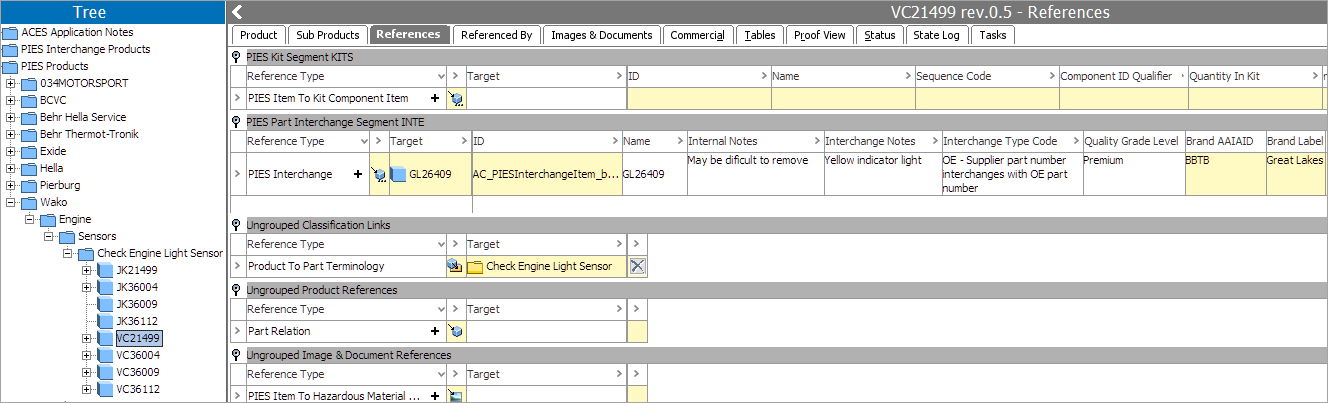 Tree
ACES Application Notes
PIES Interchange Products
PIES Products
034MOTORSPORT
BCVC
Behr Hella Service
Behr Thermot-Tronik
Exide
Hella
Pierburg
Wako
Engine
Sensors
Check Engine Light Sensor
JK21499
JK36004
JK36009
JK36112
VC21499
VC36004
VC36009
VC36112
VC21499 rev.0.5 - References
Product Sub Products References Referenced By Images & Documents Commercial Tables Proof View Status State Log Tasks
PIES Kit Segment KITS
Reference Type > Target > ID > Name > Sequence Code > Component ID Qualifier Quantity In Kit >
> PIES Item To Kit Component Item +
PIES Part Interchange Segment INTE
Reference Type > Target > ID > Name > Internal Notes > Interchange Notes > Interchange Type Code > Quality Grade Level > Brand AAIAID > Brand Label >
> PIES Interchange + GL26409 AC_PIESInterchangeItem_b... GL26409 May be dificult to remove Yellow indicator light OE - Supplier part number interchanges with OE part number Premium BBTB Great Lakes
Ungrouped Classification Links
Reference Type > Target > >
> Product To Part Terminology Check Engine Light Sensor
Ungrouped Product References
Reference Type > Target > >
> Part Relation +
Ungrouped Image & Document References
Reference Type > Target > >
> PIES Item To Hazardous Material ... +